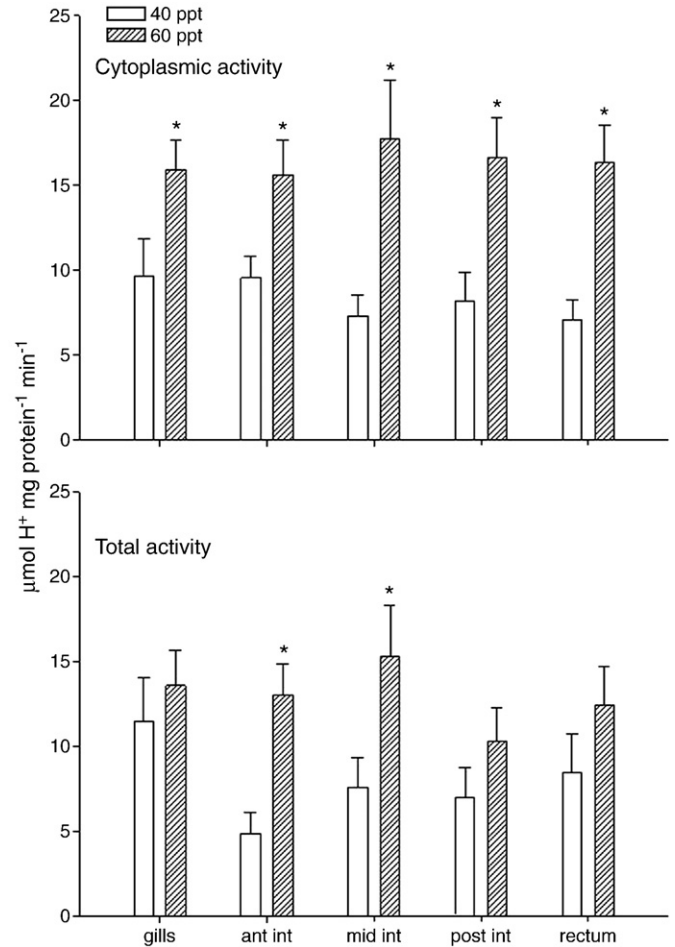 40 ppt
60 ppt
Cytoplasmic activity
25
20
15
10
5
0
* * * * *
µmol H⁺ mg protein⁻¹ min⁻¹
Total activity
25
20
15
10
5
0
* *
gills ant int mid int post int rectum